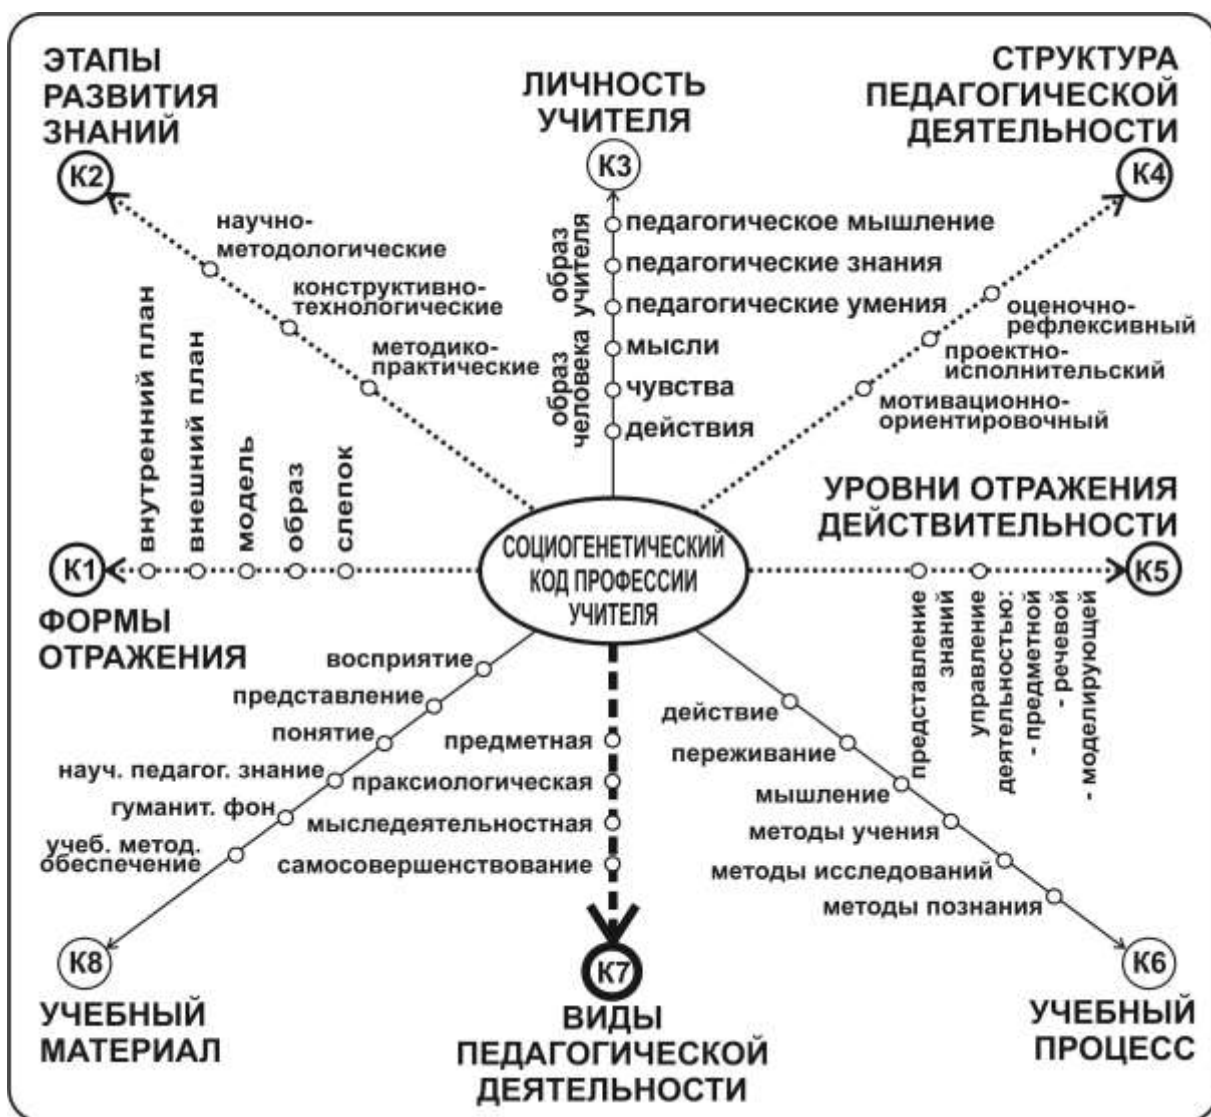 ЭТАПЫ
РАЗВИТИЯ
ЗНАНИЙ
К2
научно-
методологические
конструктивно-
технологические
методико-
практические
ЛИЧНОСТЬ
УЧИТЕЛЯ
К3
образ
учителя
педагогическое мышление
педагогические знания
педагогические умения
образ
человека
мысли
чувства
действия
СТРУКТУРА
ПЕДАГОГИЧЕСКОЙ
ДЕЯТЕЛЬНОСТИ
К4
оценочно-
рефлексивный
проектно-
исполнительский
мотивационно-
ориентировочный
внутренний план
внешний план
модель
образ
слепок
К1
ФОРМЫ
ОТРАЖЕНИЯ
СОЦИОГЕНЕТИЧЕСКИЙ
КОД ПРОФЕССИИ
УЧИТЕЛЯ
УРОВНИ ОТРАЖЕНИЯ
ДЕЙСТВИТЕЛЬНОСТИ
К5
представление
знаний
управление
деятельностью:
- предметной
- речевой
- моделирующей
восприятие
представление
понятие
науч. педагог. знание
гуманит. фон
учеб. метод.
обеспечение
К8
УЧЕБНЫЙ
МАТЕРИАЛ
предметная
праксиологическая
мыследеятельностная
самосовершенствование
К7
ВИДЫ
ПЕДАГОГИЧЕСКОЙ
ДЕЯТЕЛЬНОСТИ
действие
переживание
мышление
методы учения
методы исследований
методы познания
К6
УЧЕБНЫЙ
ПРОЦЕСС